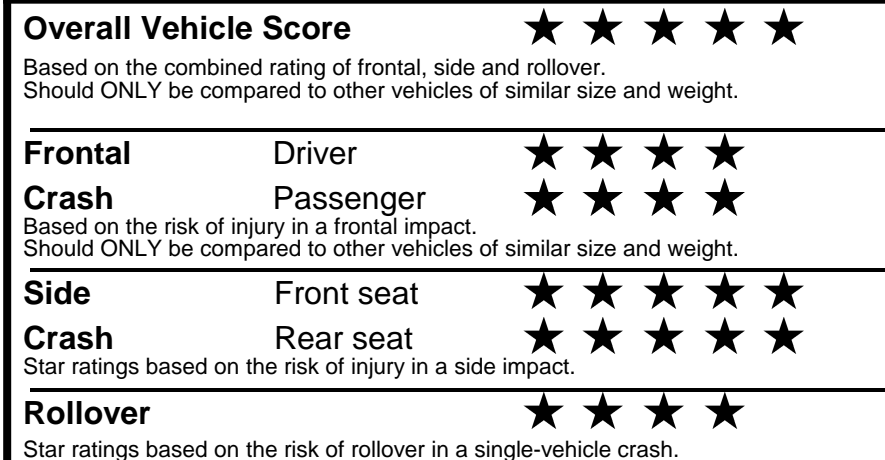 Overall Vehicle Score ★ ★ ★ ★ ★
Based on the combined rating of frontal, side and rollover.
Should ONLY be compared to other vehicles of similar size and weight.
Frontal Driver ★ ★ ★ ★
Crash Passenger ★ ★ ★ ★
Based on the risk of injury in a frontal impact.
Should ONLY be compared to other vehicles of similar size and weight.
Side Front seat ★ ★ ★ ★ ★
Crash Rear seat ★ ★ ★ ★ ★
Star ratings based on the risk of injury in a side impact.
Rollover ★ ★ ★ ★
Star ratings based on the risk of rollover in a single-vehicle crash.